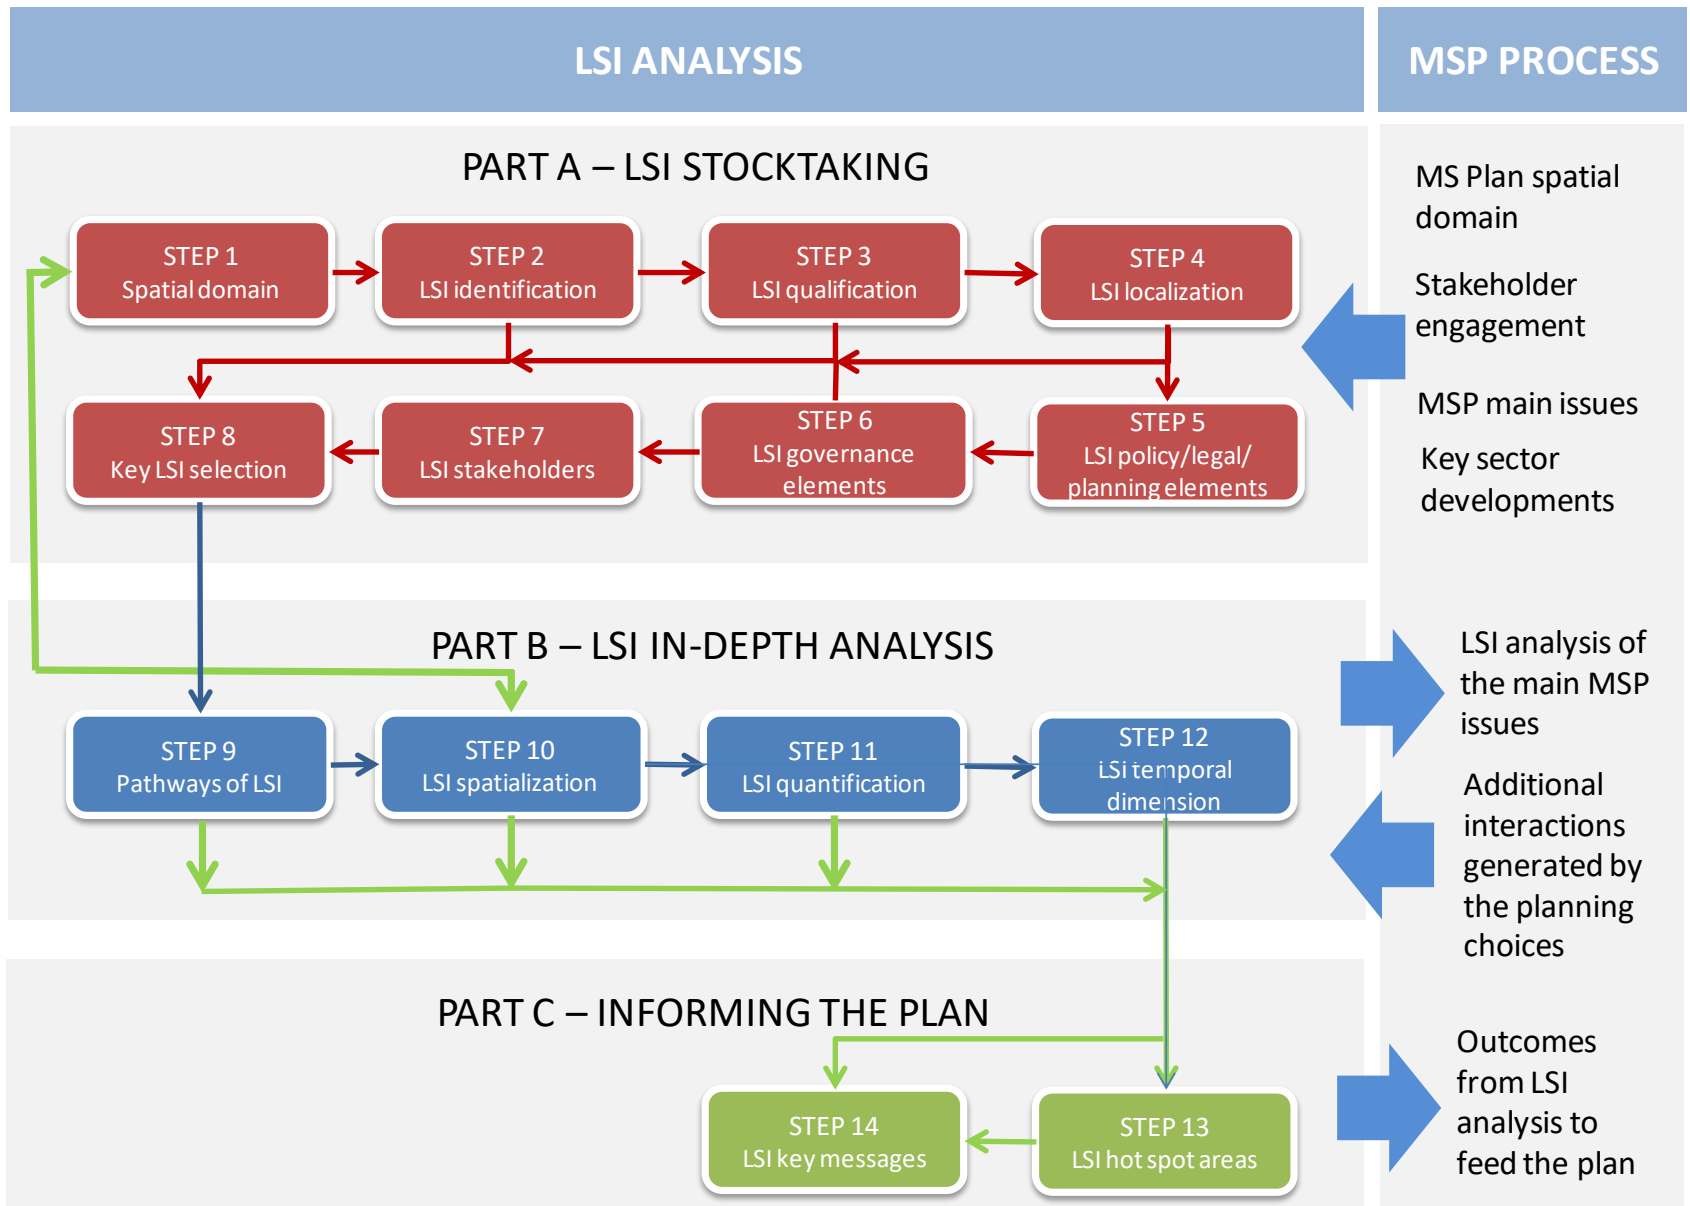 LSI ANALYSIS
MSP PROCESS
PART A – LSI STOCKTAKING
STEP 1
Spatial domain
STEP 2
LSI identification
STEP 3
LSI qualification
STEP 4
LSI localization
STEP 8
Key LSI selection
STEP 7
LSI stakeholders
STEP 6
LSI governance
elements
STEP 5
LSI policy/legal/
planning elements
MS Plan spatial
domain
Stakeholder
engagement
MSP main issues
Key sector
developments
PART B – LSI IN-DEPTH ANALYSIS
STEP 9
Pathways of LSI
STEP 10
LSI spatialization
STEP 11
LSI quantification
STEP 12
LSI temporal
dimension
LSI analysis of
the main MSP
issues
Additional
interactions
generated by
the planning
choices
PART C – INFORMING THE PLAN
STEP 14
LSI key messages
STEP 13
LSI hot spot areas
Outcomes
from LSI
analysis to
feed the plan